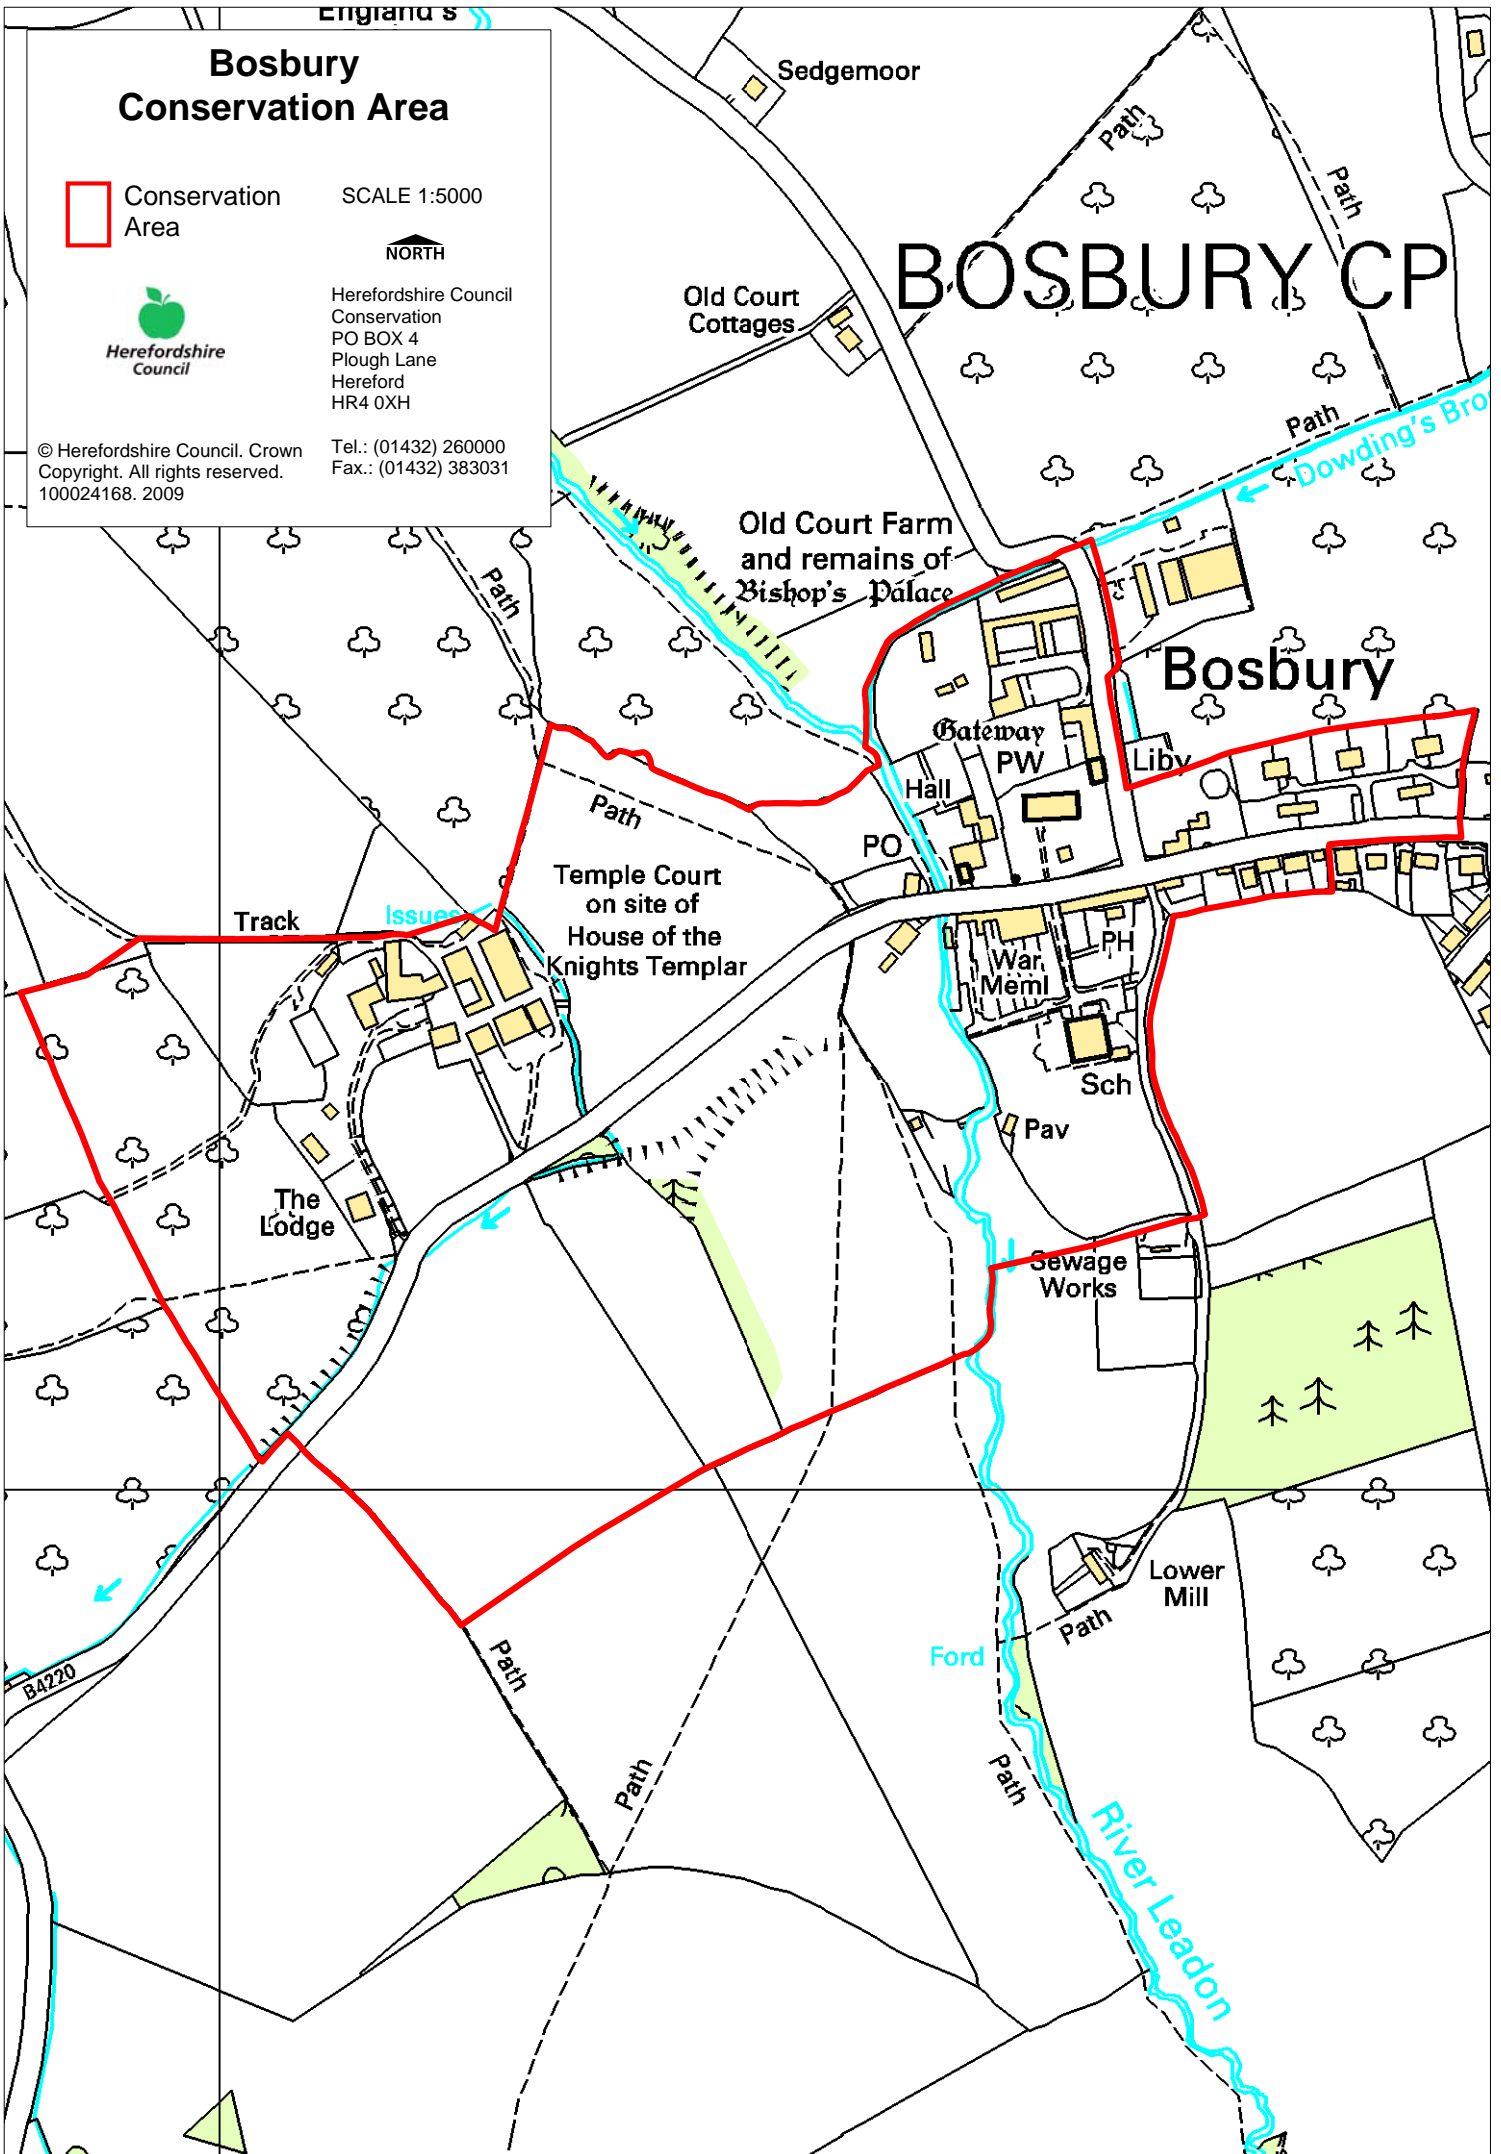 England's
Bosbury
Conservation Area
Conservation
Area
SCALE 1:5000
NORTH
Herefordshire
Council
Herefordshire Council
Conservation
PO BOX 4
Plough Lane
Hereford
HR4 0XH
Tel.: (01432) 260000
Fax.: (01432) 383031
© Herefordshire Council. Crown
Copyright. All rights reserved.
100024168. 2009
Sedgemoor
Path
Path
BOSBURY CP
Old Court
Cottages
Path
Dowding's Bro
Old Court Farm
and remains of
Bishop's Palace
Path
Bosbury
Gateway
PW
Liby
Hall
Path
PO
Temple Court
on site of
House of the
Knights Templar
Track
Issues
PH
War
Meml
Sch
Pav
The
Lodge
Sewage
Works
Lower
Mill
Path
Ford
Path
B4220
Path
Path
River Leadon